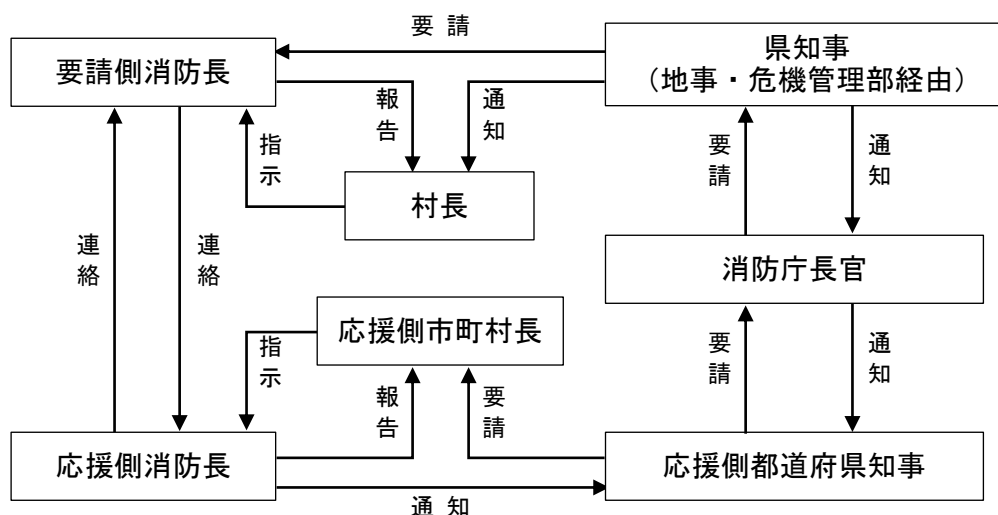 要請
要請側消防長
県知事
（地事・危機管理部経由）
報告
通知
指示
村長
要請
通知
連絡
連絡
消防庁長官
応援側市町村長
指示
報告
要請
要請
通知
応援側消防長
応援側都道府県知事
通知